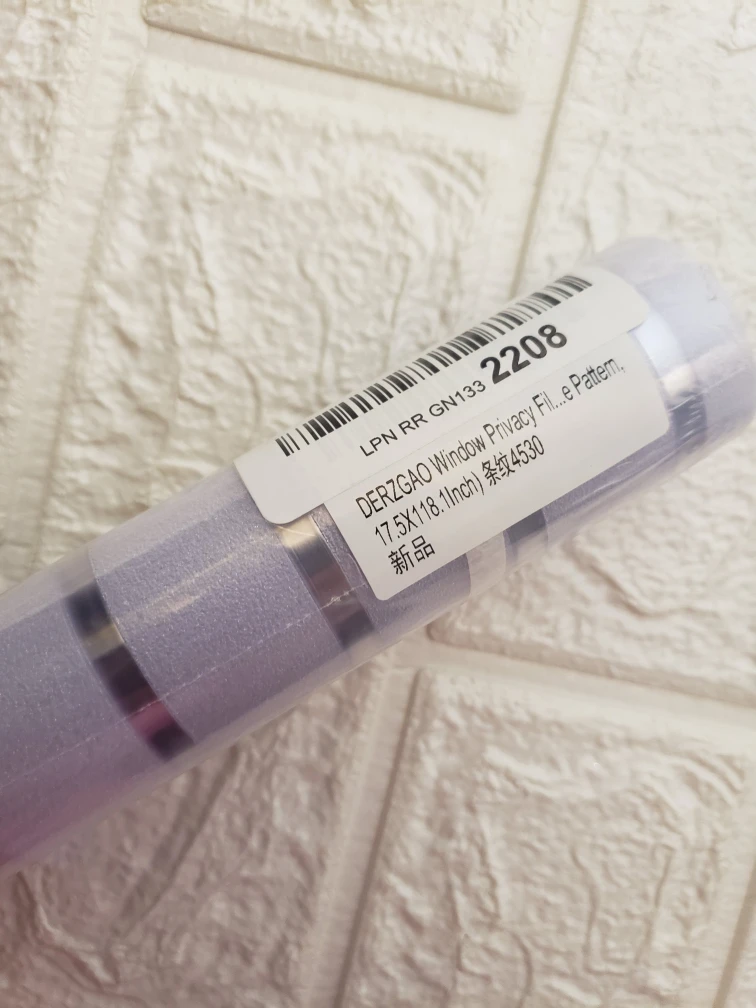 LPN RR GN133 2208
DERZGAO Window Privacy Fil...e Pattern,
17.5X118.1Inch) 条纹4530
新品